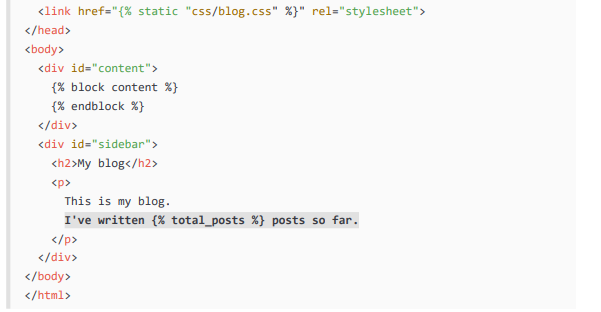 <link href="{% static "css/blog.css" %}" rel="stylesheet">
</head>
<body>
<div id="content">
{% block content %}
{% endblock %}
</div>
<div id="sidebar">
<h2>My blog</h2>
<p>
This is my blog.
I've written {% total_posts %} posts so far.
</p>
</div>
</body>
</html>